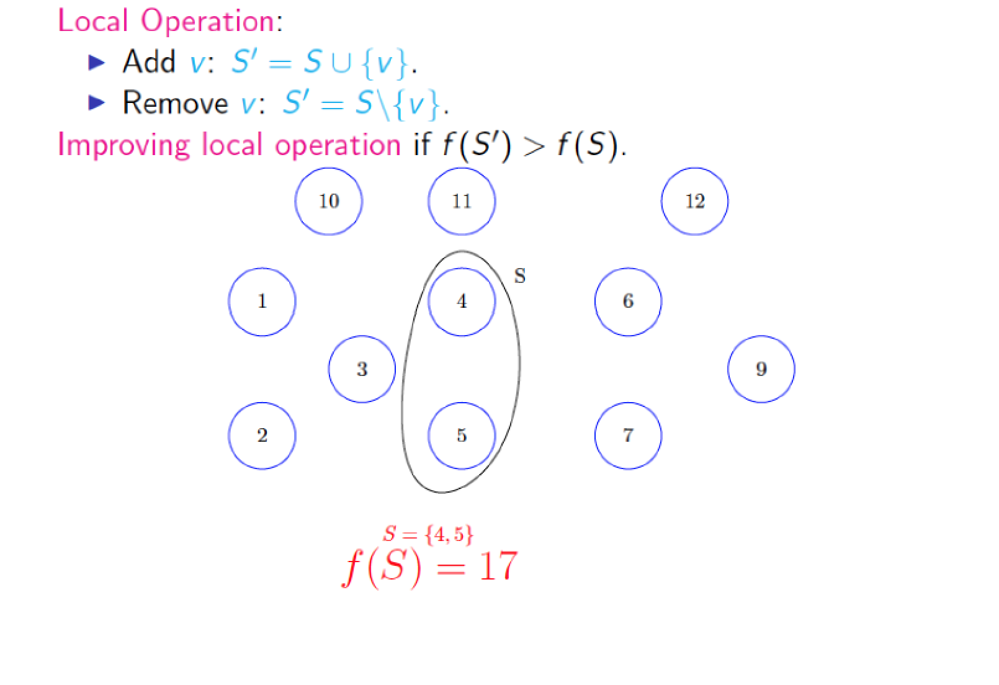 Local Operation:
▶ Add v: S′ = S ∪ {v}.
▶ Remove v: S′ = S\{v}.
Improving local operation if f(S′) > f(S).
10 11 12
S
1 4 6
3 9
2 5 7
S = {4, 5}
f(S) = 17